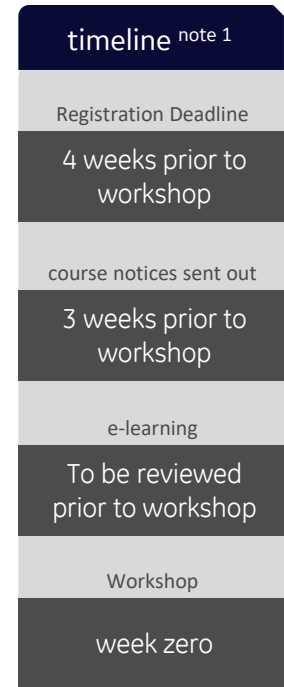 timeline note 1
Registration Deadline
4 weeks prior to
workshop
course notices sent out
3 weeks prior to
workshop
e-learning
To be reviewed
prior to workshop
Workshop
week zero